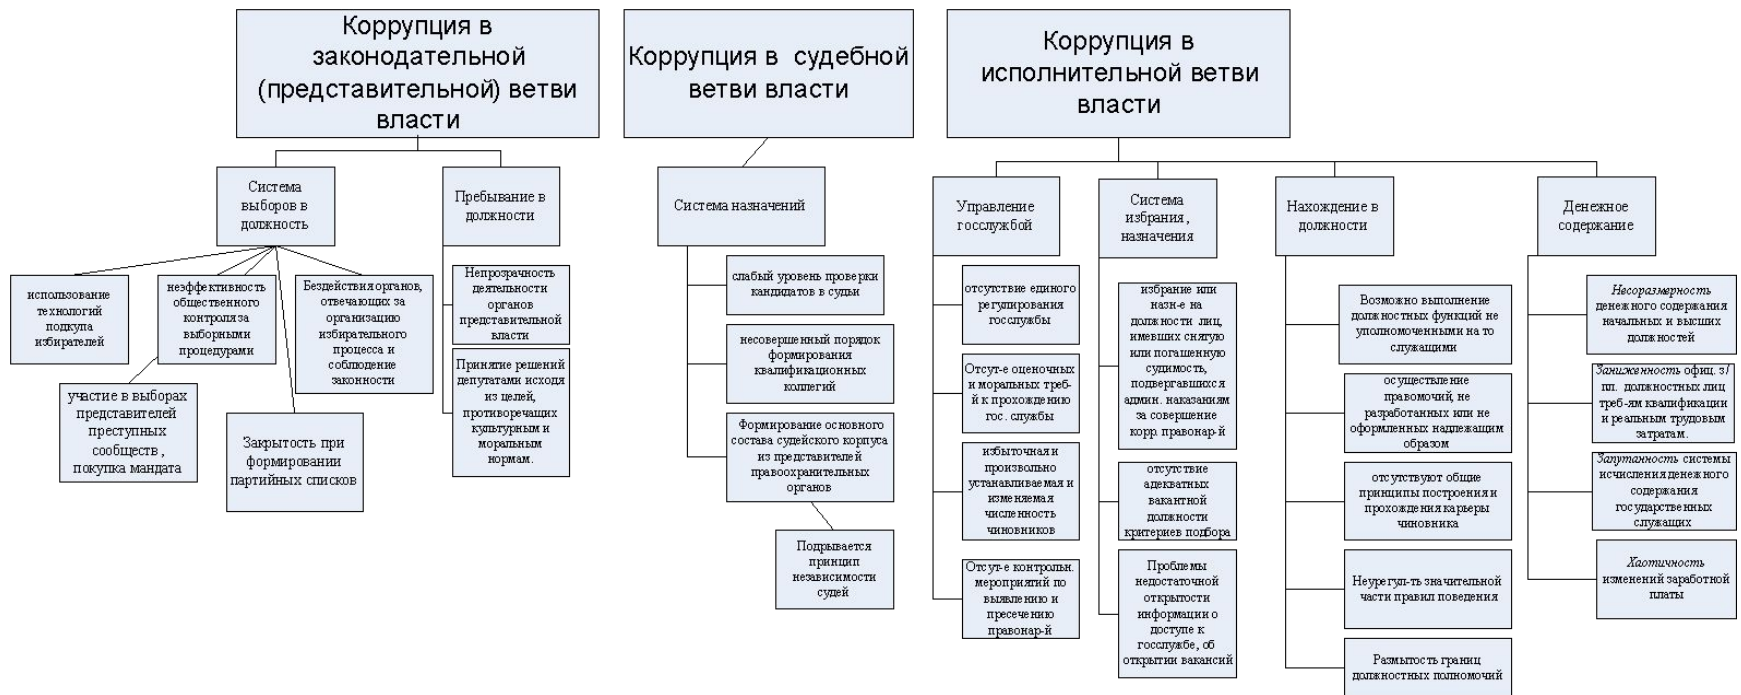 Коррупция в
законодательной
(представительной) ветви
власти
Коррупция в судебной
ветви власти
Коррупция в
исполнительной ветви
власти
Система
выборов в
должность
Пребывание в
должности
использование
технологий
подкупа
избирателей
неэффективность
общественного
контроля за
выборными
процедурами
Бездействия органов,
отвечающих за
организацию
избирательного
процесса и
соблюдение
законности
участие в выборах
представителей
преступных
сообществ ,
покупка мандата
Закрытость при
формировании
партийных списков
Непрозрачность
деятельности
органов
представительной
власти
Принятие решений
депутатами исходя
из целей,
противоречащих
культурным и
моральным
нормам.
Система назначений
слабый уровень проверки
кандидатов в судьи
несовершенный порядок
формирования
квалификационных
коллегий
Формирование основного
состава судейского корпуса
из представителей
правоохранительных
органов
Подрывается
принцип
независимости
судей
Управление
госслужбой
отсутствие единого
регулирования
госслужбы
Отсут-е оценочных
и моральных треб-
й к прохождению
гос. службы
избыточная и
произвольно
устанавливаемая и
изменяемая
численность
чиновников
Отсут-е контрольн.
мероприятий по
выявлению и
пресечению
правонар-й
Система
избрания ,
назначения
избрание или
назн-е на
должности лиц,
имевших снятую
или погашенную
судимость,
подвергавшихся
админ. наказаниям
за совершение
корр. правонар-й
отсутствие
адекватных
вакантной
должности
критериев подбора
Проблемы
недостаточной
открытости
информации о
доступе к
госслужбе, об
открытии вакансий
Нахождение в
должности
Возможно выполнение
должностных функций не
уполномоченными на то
служащими
осуществление
правомочий, не
разработанных или не
оформленных надлежащим
образом
отсутствуют общие
принципы построения и
прохождения карьеры
чиновника
Неурегул-ть значительной
части правил поведения
Размытость границ
должностных полномочий
Денежное
содержание
Несоразмерность
денежного содержания
начальных и высших
должностей
Заниженность офиц. з/
пл. должностных лиц
треб-ям квалификации
и реальным трудовым
затратам.
Запутанность системы
исчисления денежного
содержания
государственных
служащих
Хаотичность
изменений заработной
платы